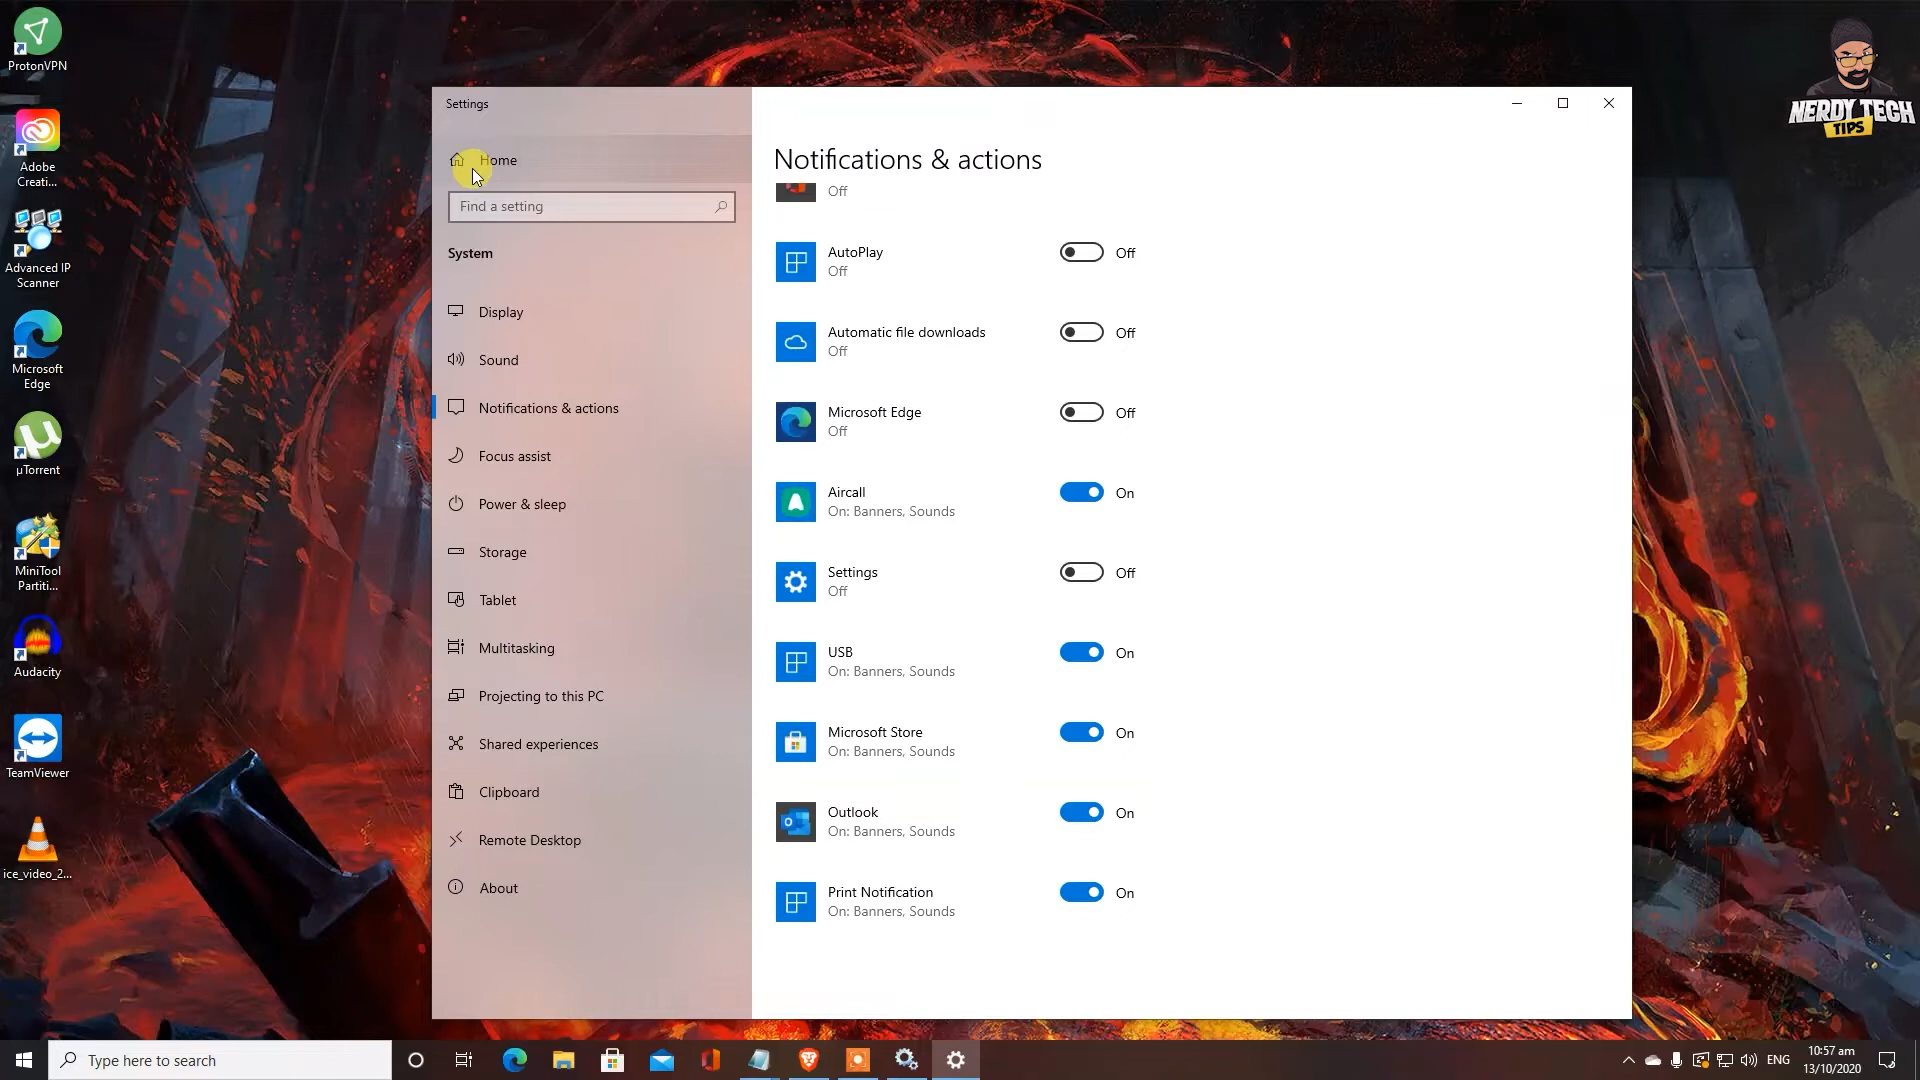 ProtonVPN
Adobe
Creati...
Advanced IP
Scanner
Microsoft
Edge
µTorrent
MiniTool
Partiti...
Audacity
TeamViewer
ice_video_2...
NERDY TECH
TIPS
Settings
Home
Find a setting
System
Display
Sound
Notifications & actions
Focus assist
Power & sleep
Storage
Tablet
Multitasking
Projecting to this PC
Shared experiences
Clipboard
Remote Desktop
About
Notifications & actions
Off
AutoPlay
Off
Off
Automatic file downloads
Off
Off
Microsoft Edge
Off
Off
Aircall
On: Banners, Sounds
On
Settings
Off
Off
USB
On: Banners, Sounds
On
Microsoft Store
On: Banners, Sounds
On
Outlook
On: Banners, Sounds
On
Print Notification
On: Banners, Sounds
On
Type here to search
ENG
10:57 am
13/10/2020